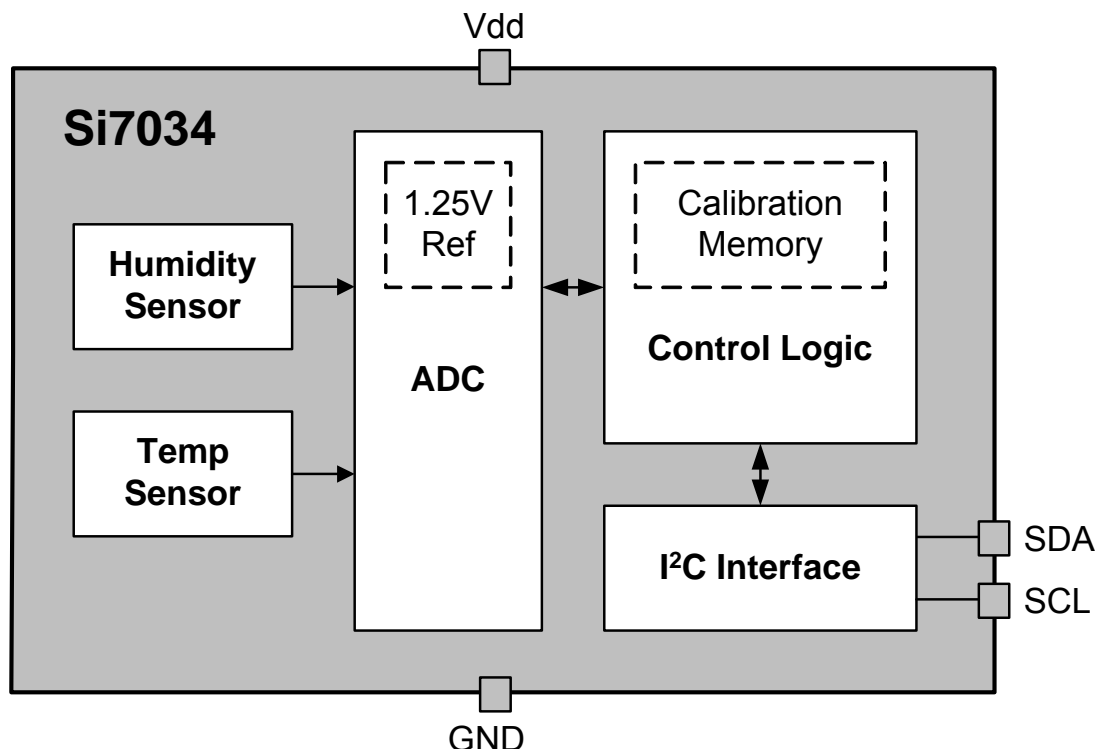 Vdd
Si7034
1.25V
Ref
ADC
Humidity
Sensor
Temp
Sensor
Calibration
Memory
Control Logic
I²C Interface
SDA
SCL
GND